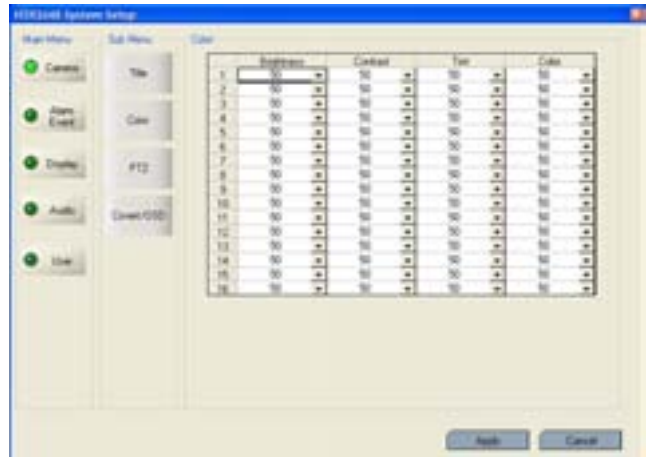 System Setup
Main Menu
Sub Menu
Color
Camera
Alarm Event
Display
Audio
User
Title
Color
PTZ
Covert/OSD
Brightness Contrast Tint Color
1 50 50 50 50
2 50 50 50 50
3 50 50 50 50
4 50 50 50 50
5 50 50 50 50
6 50 50 50 50
7 50 50 50 50
8 50 50 50 50
9 50 50 50 50
10 50 50 50 50
11 50 50 50 50
12 50 50 50 50
13 50 50 50 50
14 50 50 50 50
15 50 50 50 50
16 50 50 50 50
Apply
Cancel